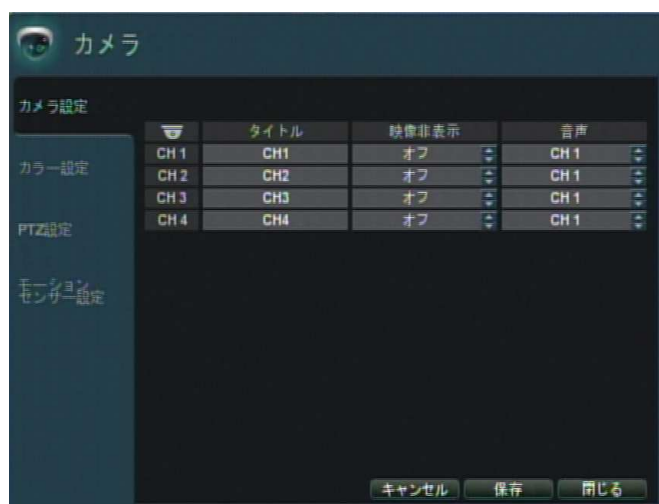 カメラ
カメラ設定
カラー設定
PTZ設定
モーション
センサー設定
タイトル 映像非表示 音声
CH 1 CH1 オフ CH 1
CH 2 CH2 オフ CH 1
CH 3 CH3 オフ CH 1
CH 4 CH4 オフ CH 1
キャンセル 保存 閉じる